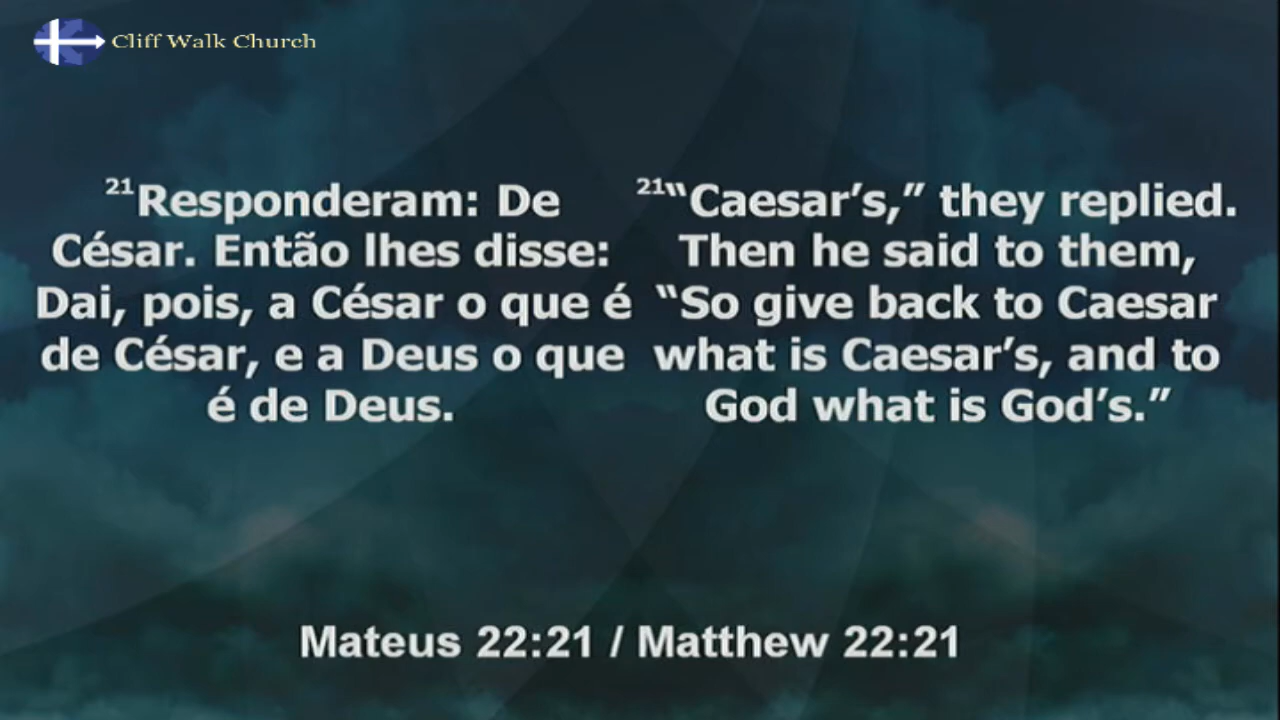 Cliff Walk Church
²¹Responderam: De
César. Então lhes disse:
Dai, pois, a César o que é
de César, e a Deus o que
é de Deus.
²¹“Caesar’s,” they replied.
Then he said to them,
“So give back to Caesar
what is Caesar’s, and to
God what is God’s.”
Mateus 22:21 / Matthew 22:21